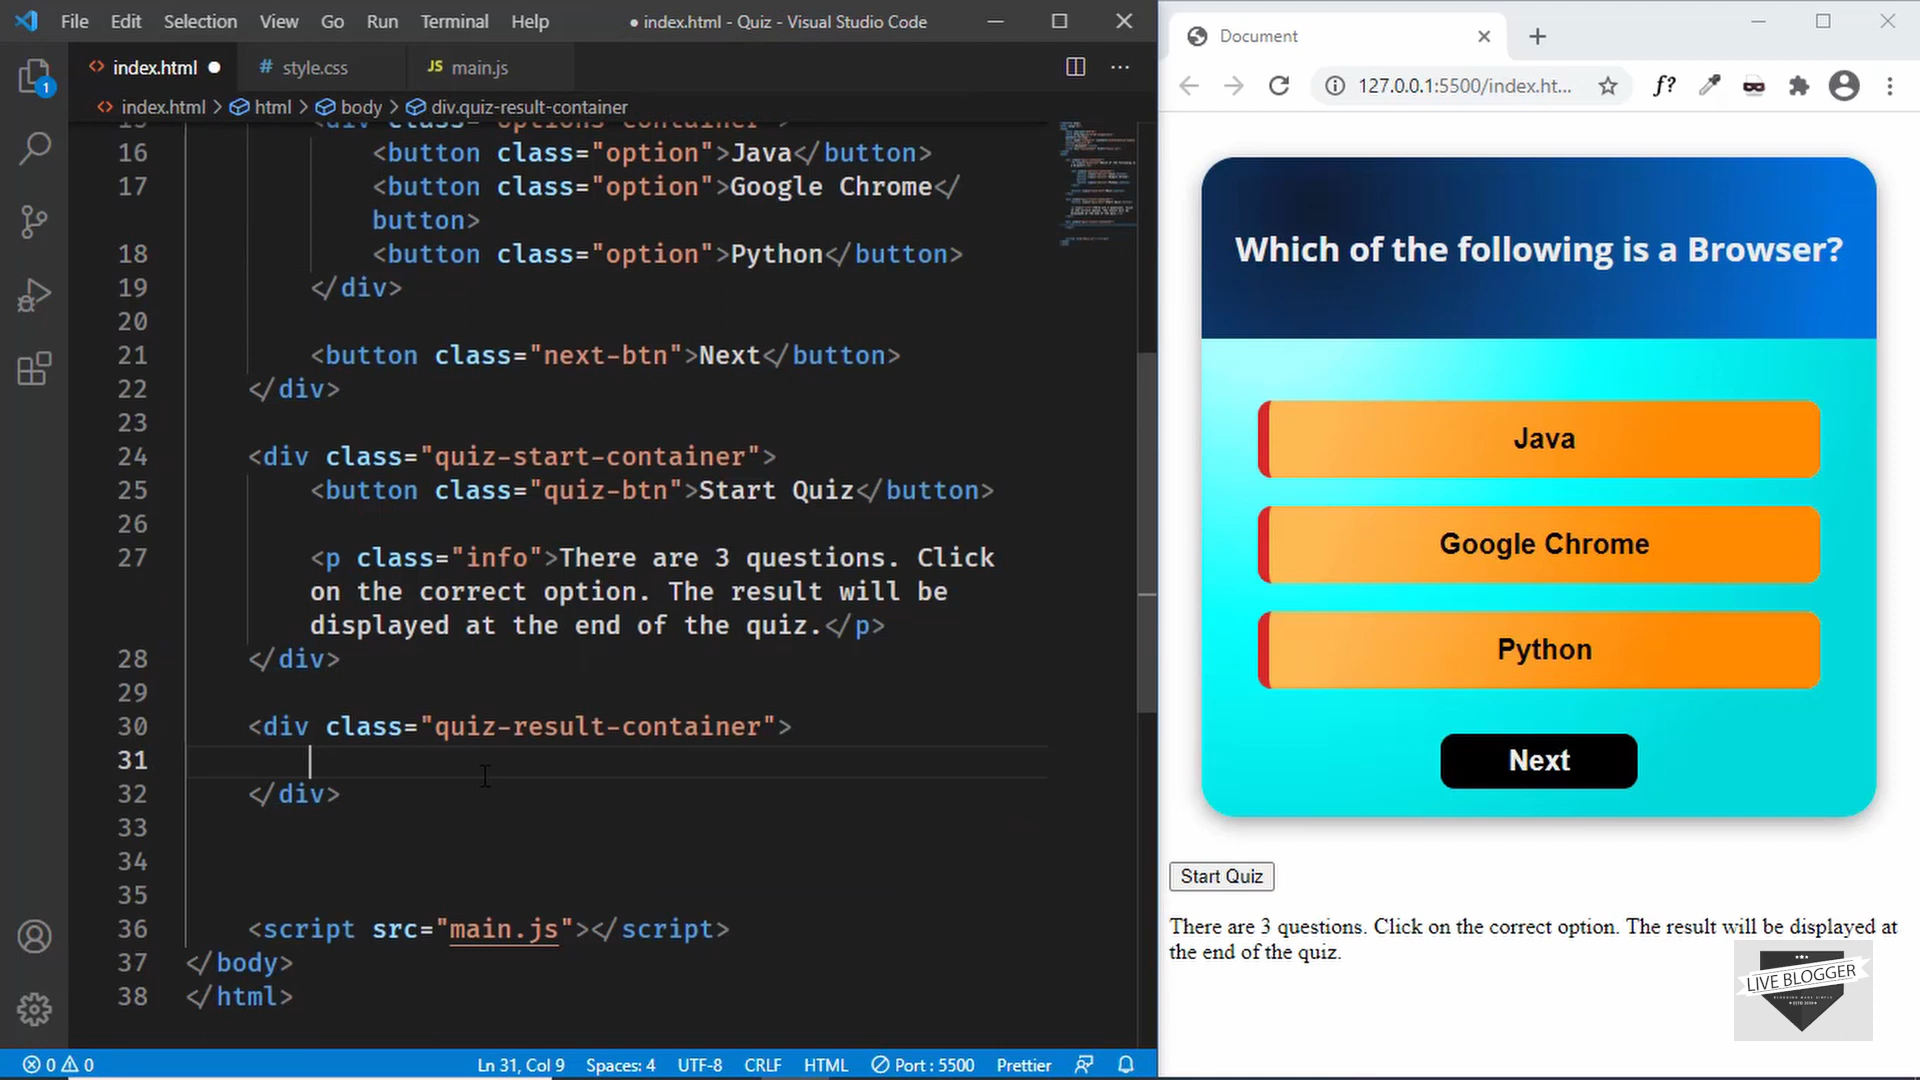 File Edit Selection View Go Run Terminal Help ● index.html - Quiz - Visual Studio Code
index.html ● # style.css JS main.js
index.html > html > body > div.quiz-result-container
1
15 <div class="options-container">
16 <button class="option">Java</button>
17 <button class="option">Google Chrome</
button>
18 <button class="option">Python</button>
19 </div>
20
21 <button class="next-btn">Next</button>
22 </div>
23
24 <div class="quiz-start-container">
25 <button class="quiz-btn">Start Quiz</button>
26
27 <p class="info">There are 3 questions. Click
on the correct option. The result will be
displayed at the end of the quiz.</p>
28 </div>
29
30 <div class="quiz-result-container">
31
32 </div>
33
34
35
36 <script src="main.js"></script>
37 </body>
38 </html>
0 0 Ln 31, Col 9 Spaces: 4 UTF-8 CRLF HTML Port : 5500 Prettier
Document
127.0.0.1:5500/index.ht...
f?
Which of the following is a Browser?
Java
Google Chrome
Python
Next
Start Quiz
There are 3 questions. Click on the correct option. The result will be displayed at
the end of the quiz.
LIVE BLOGGER